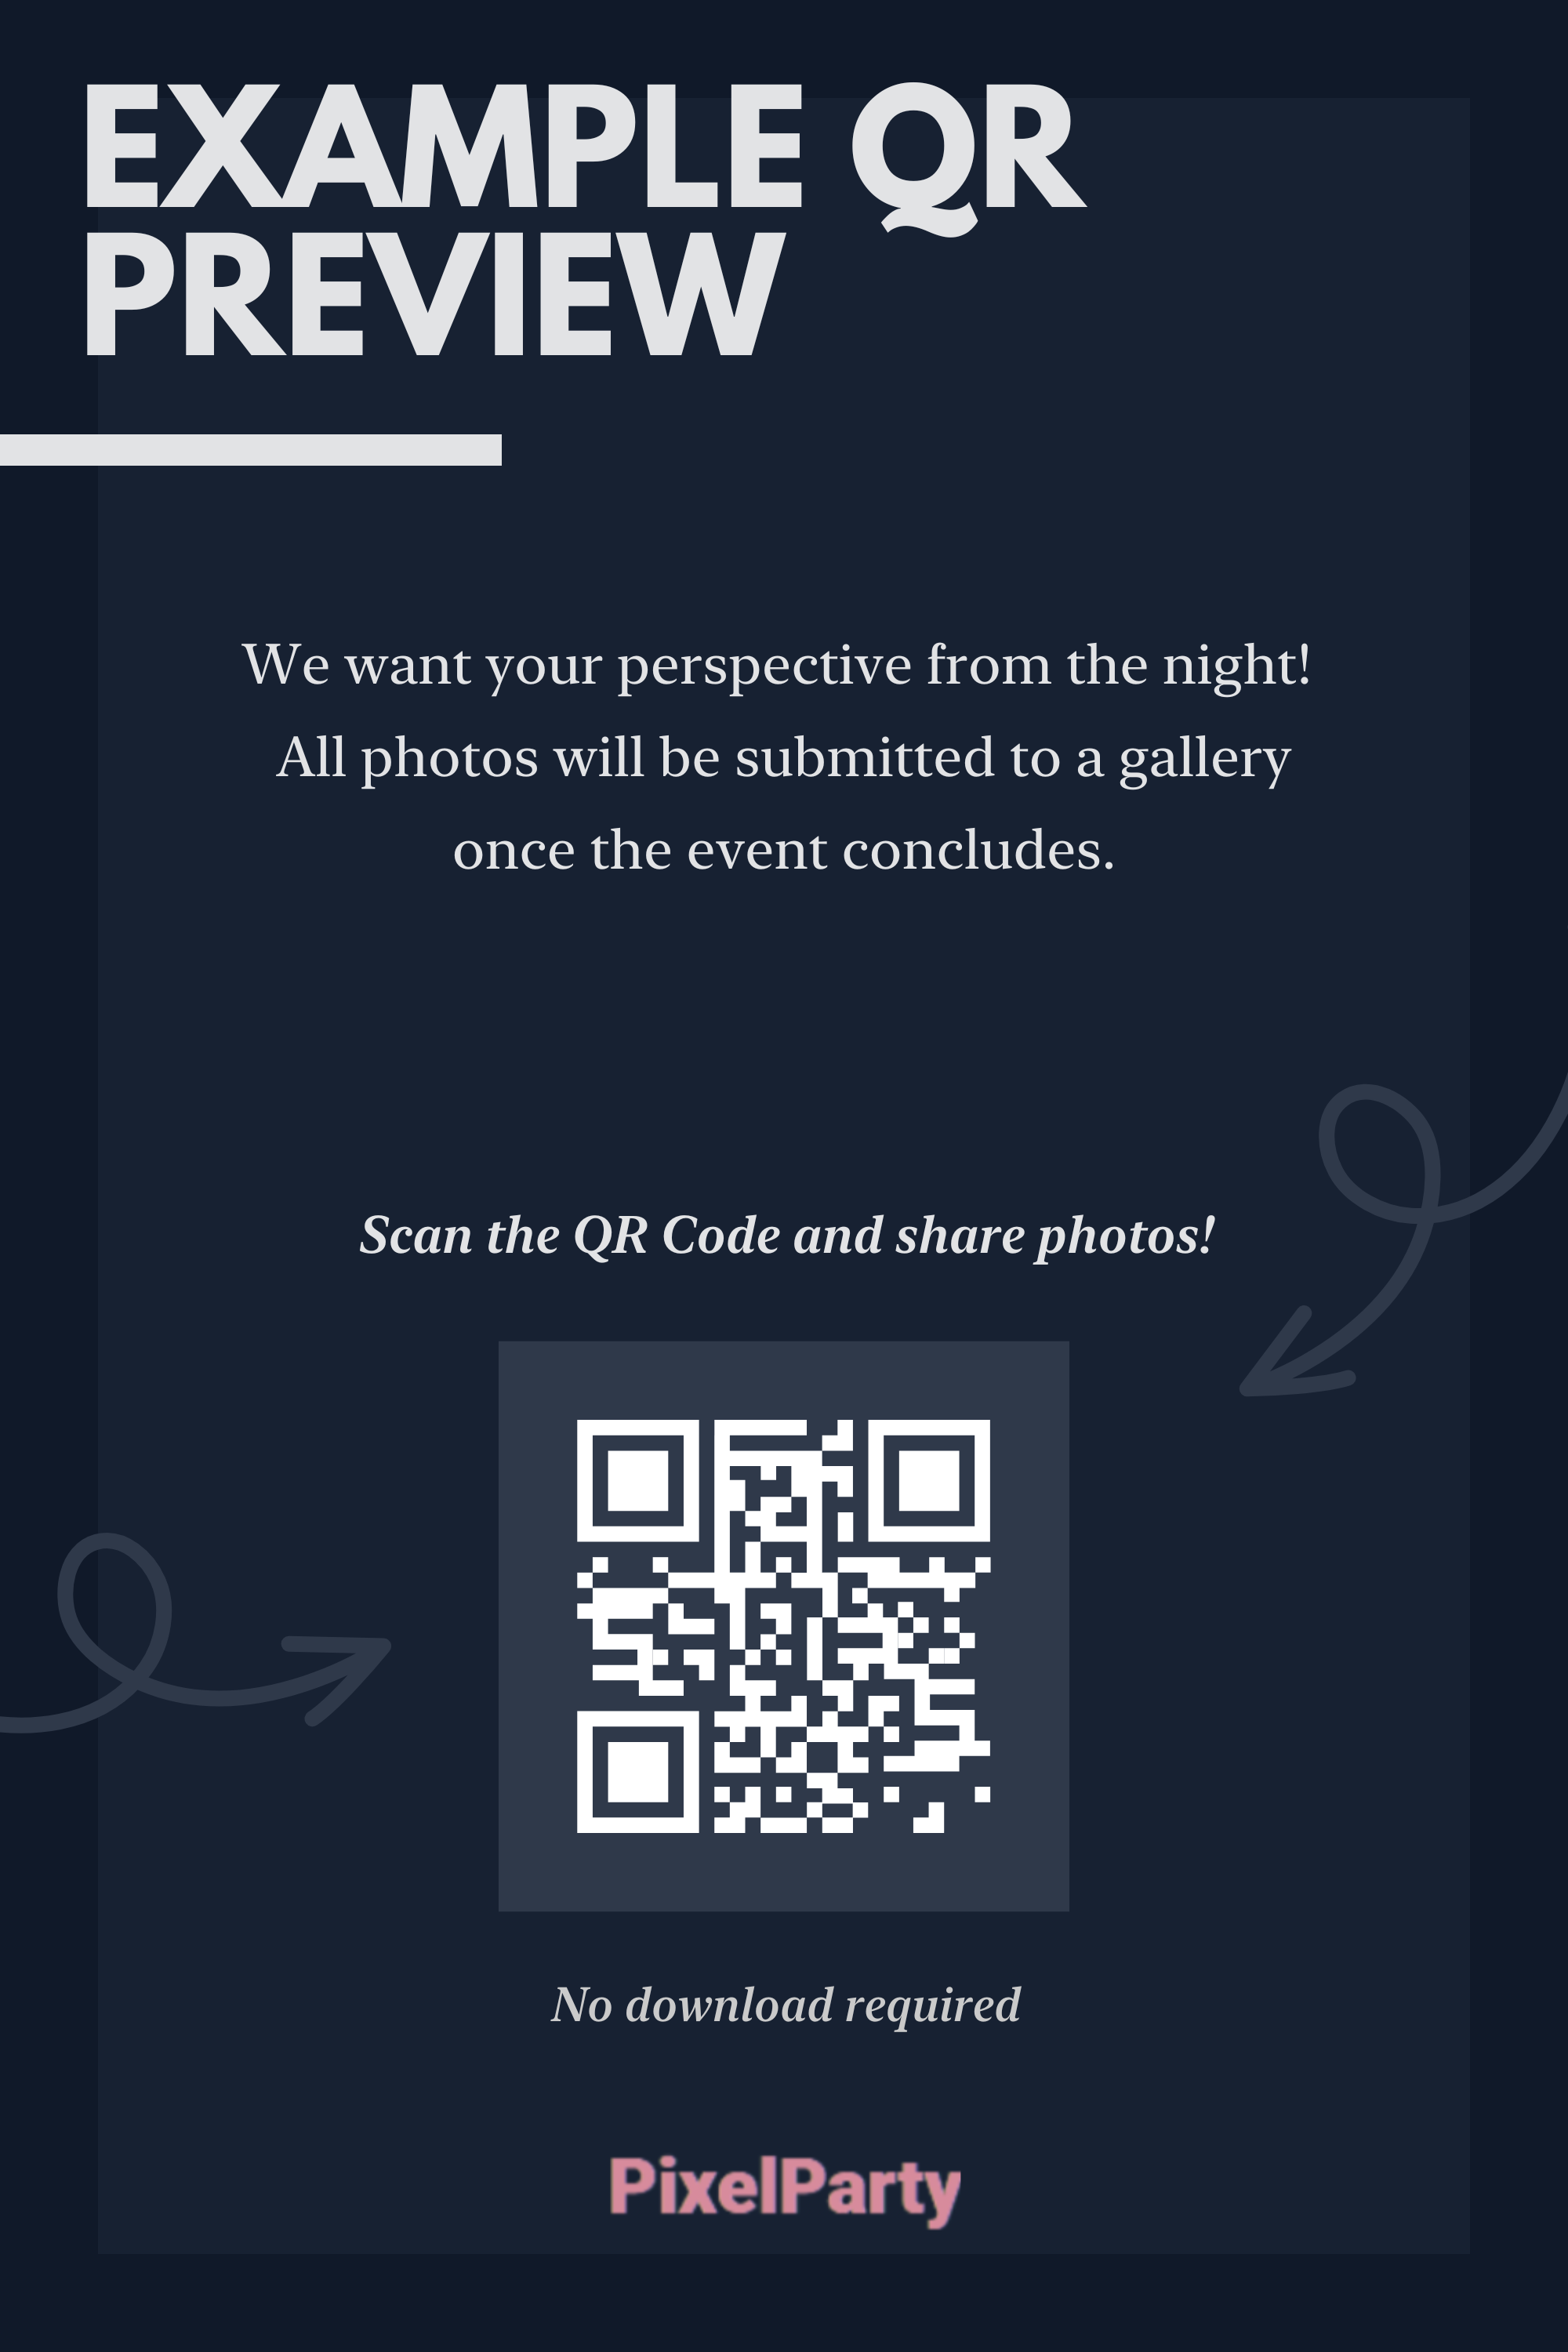 EXAMPLE QR
PREVIEW
We want your perspective from the night!
All photos will be submitted to a gallery
once the event concludes.
Scan the QR Code and share photos!
No download required
PixelParty